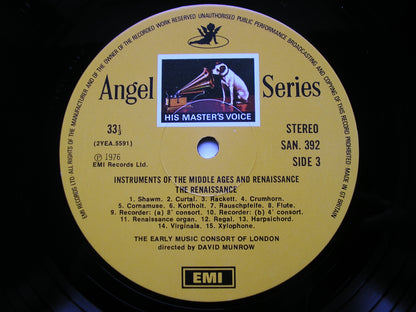 EMI RECORDS LTD. ALL RIGHTS OF THE MANUFACTURER AND OF THE OWNER OF THE RECORDED WORK RESERVED UNAUTHORISED PUBLIC PERFORMANCE BROADCASTING AND COPYING OF THIS RECORD PROHIBITED MADE IN GT BRITAIN
Angel Series
HIS MASTER'S VOICE
33⅓
(2YEA.5591)
Ⓟ 1976
EMI Records Ltd.
STEREO
SAN. 392
SIDE 3
INSTRUMENTS OF THE MIDDLE AGES AND RENAISSANCE
THE RENAISSANCE
1. Shawm. 2. Curtal. 3. Rackett. 4. Crumhorn.
5. Cornamuse. 6. Kortholt. 7. Rauschpfeife. 8. Flute.
9. Recorder: (a) 8' consort. 10. Recorder: (b) 4' consort.
11. Renaissance organ. 12. Regal. 13. Harpsichord.
14. Virginals. 15. Xylophone.
THE EARLY MUSIC CONSORT OF LONDON
directed by DAVID MUNROW
EMI